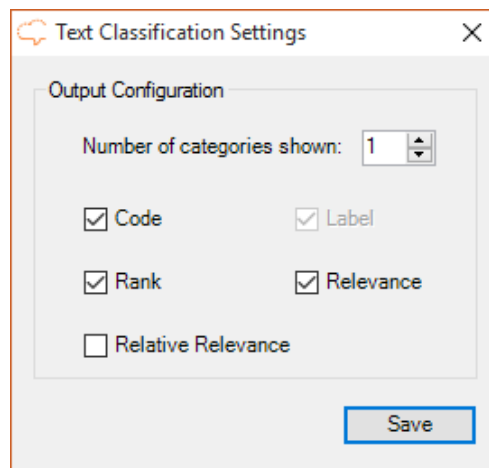 Text Classification Settings
Output Configuration
Number of categories shown: 1
Code Label
Rank Relevance
Relative Relevance
Save